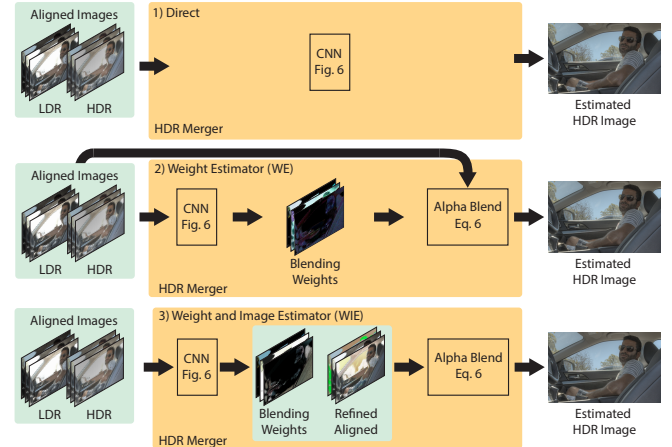 Aligned Images
LDR
HDR
1) Direct
CNN
Fig. 6
HDR Merger
Estimated
HDR Image
Aligned Images
LDR
HDR
2) Weight Estimator (WE)
CNN
Fig. 6
Blending
Weights
Alpha Blend
Eq. 6
HDR Merger
Estimated
HDR Image
Aligned Images
LDR
HDR
3) Weight and Image Estimator (WIE)
CNN
Fig. 6
Blending
Weights
Refined
Aligned
Alpha Blend
Eq. 6
HDR Merger
Estimated
HDR Image